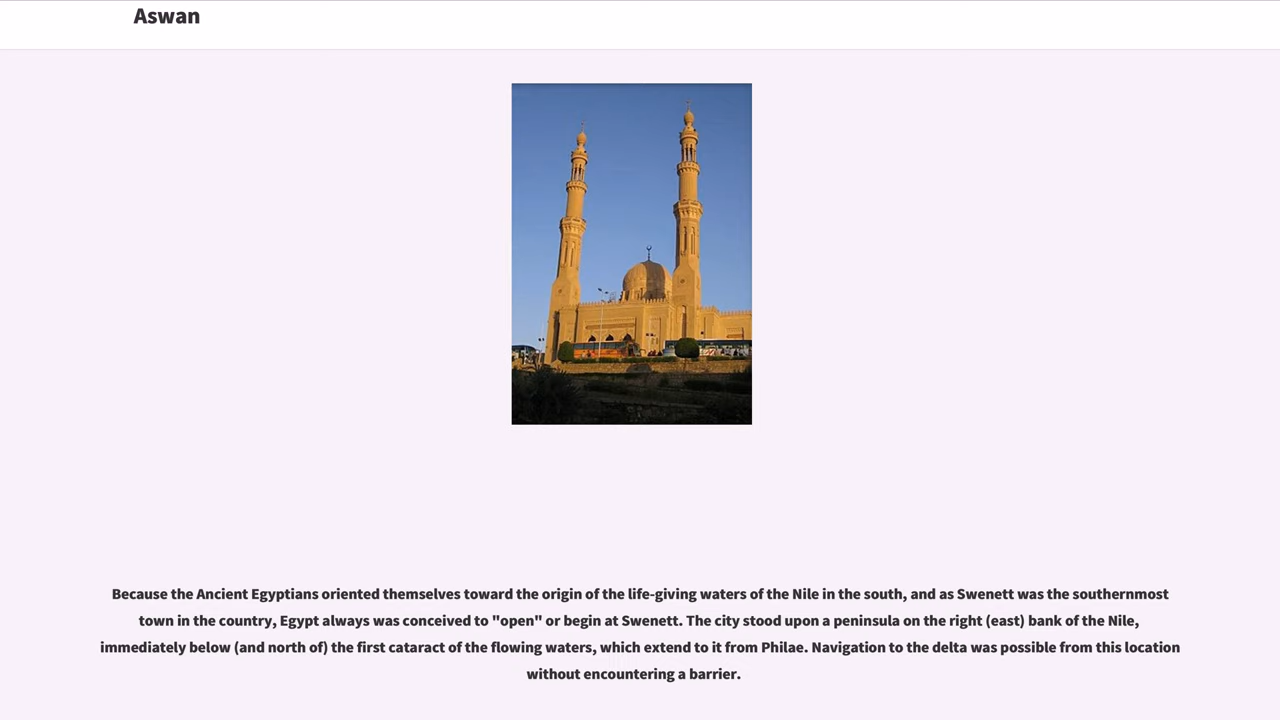 Aswan
Because the Ancient Egyptians oriented themselves toward the origin of the life-giving waters of the Nile in the south, and as Swenett was the southernmost
town in the country, Egypt always was conceived to "open" or begin at Swenett. The city stood upon a peninsula on the right (east) bank of the Nile,
immediately below (and north of) the first cataract of the flowing waters, which extend to it from Philae. Navigation to the delta was possible from this location
without encountering a barrier.